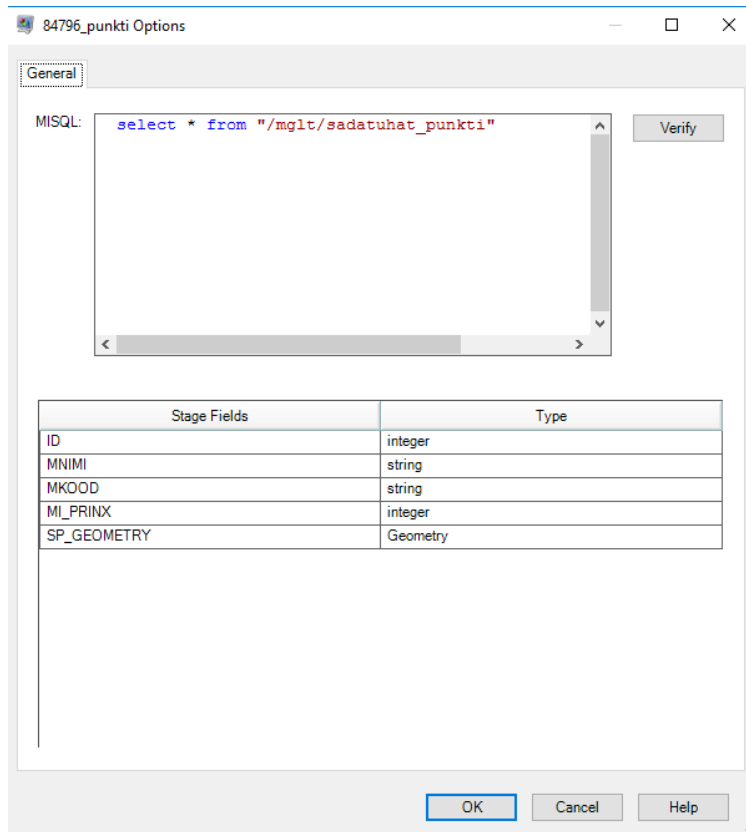 84796_punkti Options
General
MISQL:
select * from "/mglt/sadatuhat_punkti"
Verify
Stage Fields Type
ID integer
MNIMI string
MKOOD string
MI_PRINX integer
SP_GEOMETRY Geometry
OK Cancel Help